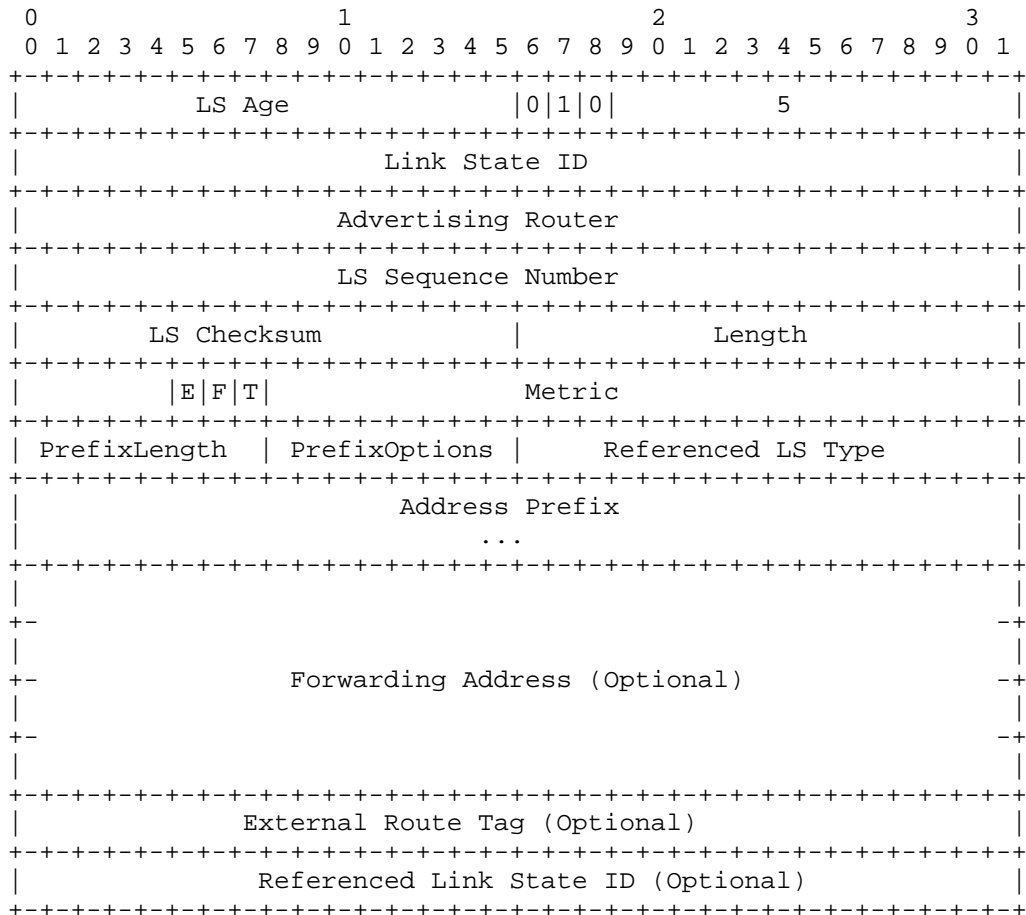 0                   1                   2                   3
0 1 2 3 4 5 6 7 8 9 0 1 2 3 4 5 6 7 8 9 0 1 2 3 4 5 6 7 8 9 0 1
+-+-+-+-+-+-+-+-+-+-+-+-+-+-+-+-+-+-+-+-+-+-+-+-+-+-+-+-+-+-+-+-+
|           LS Age              |0|1|0|          5              |
+-+-+-+-+-+-+-+-+-+-+-+-+-+-+-+-+-+-+-+-+-+-+-+-+-+-+-+-+-+-+-+-+
|                       Link State ID                           |
+-+-+-+-+-+-+-+-+-+-+-+-+-+-+-+-+-+-+-+-+-+-+-+-+-+-+-+-+-+-+-+-+
|                    Advertising Router                         |
+-+-+-+-+-+-+-+-+-+-+-+-+-+-+-+-+-+-+-+-+-+-+-+-+-+-+-+-+-+-+-+-+
|                    LS Sequence Number                         |
+-+-+-+-+-+-+-+-+-+-+-+-+-+-+-+-+-+-+-+-+-+-+-+-+-+-+-+-+-+-+-+-+
|        LS Checksum            |            Length             |
+-+-+-+-+-+-+-+-+-+-+-+-+-+-+-+-+-+-+-+-+-+-+-+-+-+-+-+-+-+-+-+-+
|         |E|F|T|                Metric                         |
+-+-+-+-+-+-+-+-+-+-+-+-+-+-+-+-+-+-+-+-+-+-+-+-+-+-+-+-+-+-+-+-+
| PrefixLength  | PrefixOptions |     Referenced LS Type        |
+-+-+-+-+-+-+-+-+-+-+-+-+-+-+-+-+-+-+-+-+-+-+-+-+-+-+-+-+-+-+-+-+
|                        Address Prefix                         |
|                             ...                               |
+-+-+-+-+-+-+-+-+-+-+-+-+-+-+-+-+-+-+-+-+-+-+-+-+-+-+-+-+-+-+-+-+
|                                                               |
+-                                                             -+
|                                                               |
+-                Forwarding Address (Optional)                -+
|                                                               |
+-                                                             -+
|                                                               |
+-+-+-+-+-+-+-+-+-+-+-+-+-+-+-+-+-+-+-+-+-+-+-+-+-+-+-+-+-+-+-+-+
|              External Route Tag (Optional)                    |
+-+-+-+-+-+-+-+-+-+-+-+-+-+-+-+-+-+-+-+-+-+-+-+-+-+-+-+-+-+-+-+-+
|               Referenced Link State ID (Optional)             |
+-+-+-+-+-+-+-+-+-+-+-+-+-+-+-+-+-+-+-+-+-+-+-+-+-+-+-+-+-+-+-+-+